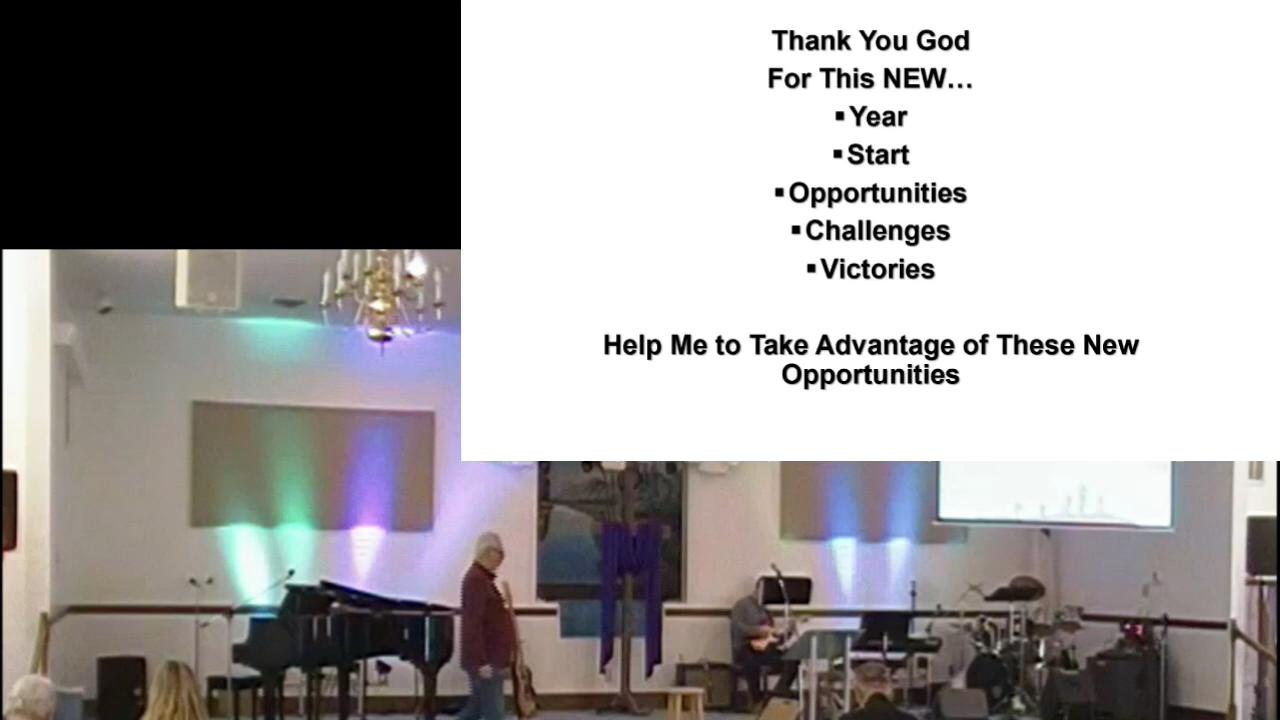 Thank You God
For This NEW…
▪Year
▪Start
▪Opportunities
▪Challenges
▪Victories
Help Me to Take Advantage of These New
Opportunities